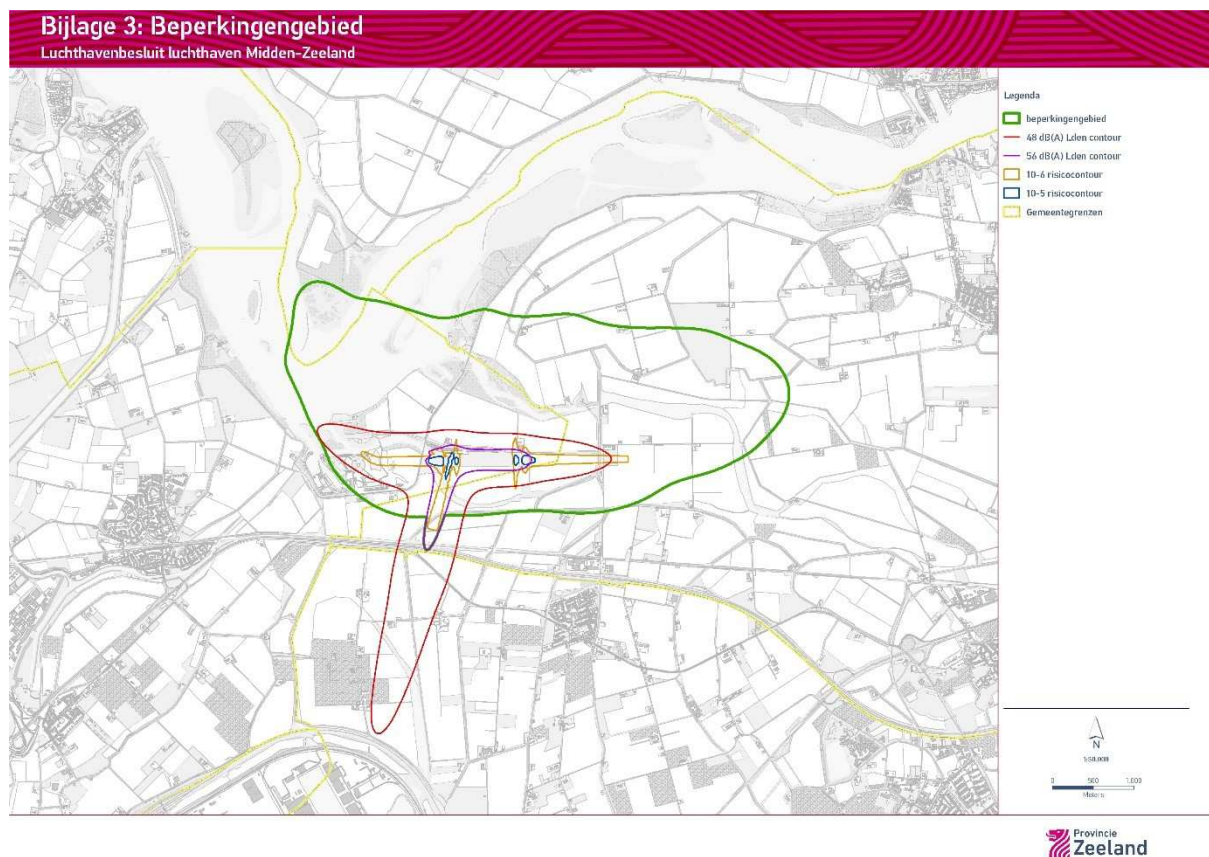 Bijlage 3: Beperkingengebied
Luchthavenbesluit luchthaven Midden-Zeeland
Legenda
beperkingengebied
48 dB(A) Lden contour
56 dB(A) Lden contour
10-6 risicocontour
10-5 risicocontour
Gemeentegrenzen
N
0 500 1.000
Meters
Provincie
Zeeland